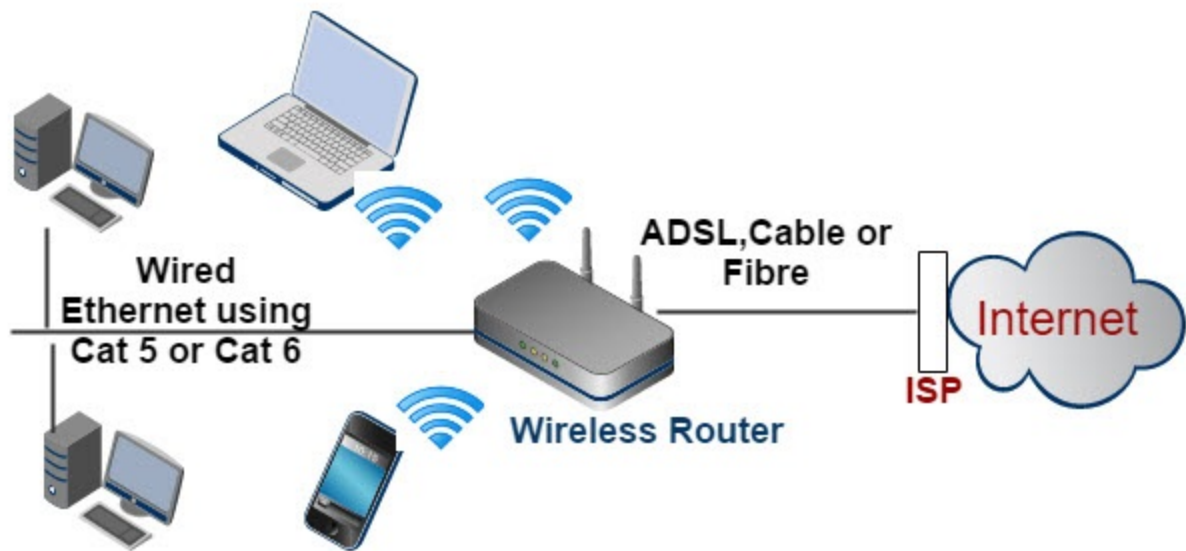 ADSL,Cable or
Fibre
Wired
Ethernet using
Cat 5 or Cat 6
Internet
ISP
Wireless Router